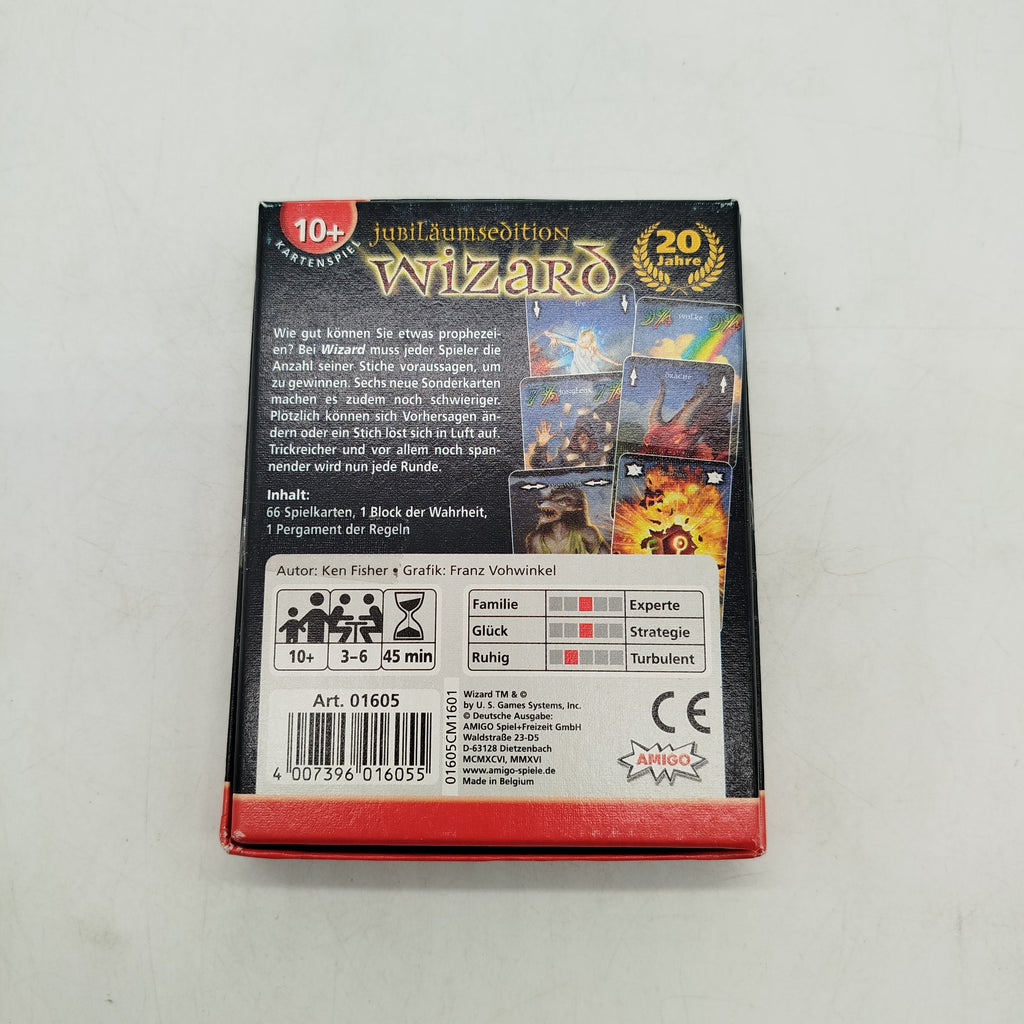 10+
KARTENSPIEL
Jubiläumsedition
Wizard
20
Jahre
Fee
Wolke
Jongleur
Drache
Wie gut können Sie etwas prophezei-
en? Bei Wizard muss jeder Spieler die
Anzahl seiner Stiche voraussagen, um
zu gewinnen. Sechs neue Sonderkarten
machen es zudem noch schwieriger.
Plötzlich können sich Vorhersagen än-
dern oder ein Stich löst sich in Luft auf.
Trickreicher und vor allem noch span-
nender wird nun jede Runde.
Inhalt:
66 Spielkarten, 1 Block der Wahrheit,
1 Pergament der Regeln
Autor: Ken Fisher • Grafik: Franz Vohwinkel
10+ 3–6 45 min
Familie Experte
Glück Strategie
Ruhig Turbulent
Art. 01605
4 007396 016055
01605CM1601
Wizard TM & ©
by U. S. Games Systems, Inc.
© Deutsche Ausgabe:
AMIGO Spiel+Freizeit GmbH
Waldstraße 23-D5
D-63128 Dietzenbach
MCMXCVI, MMXVI
www.amigo-spiele.de
Made in Belgium
CE
AMIGO